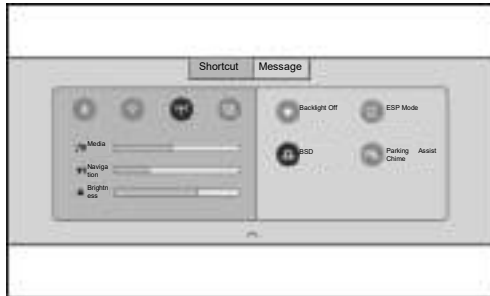 Shortcut Message
Backlight Off ESP Mode
Media
Naviga
tion
BSD Parking Assist
Chime
Brightn
ess